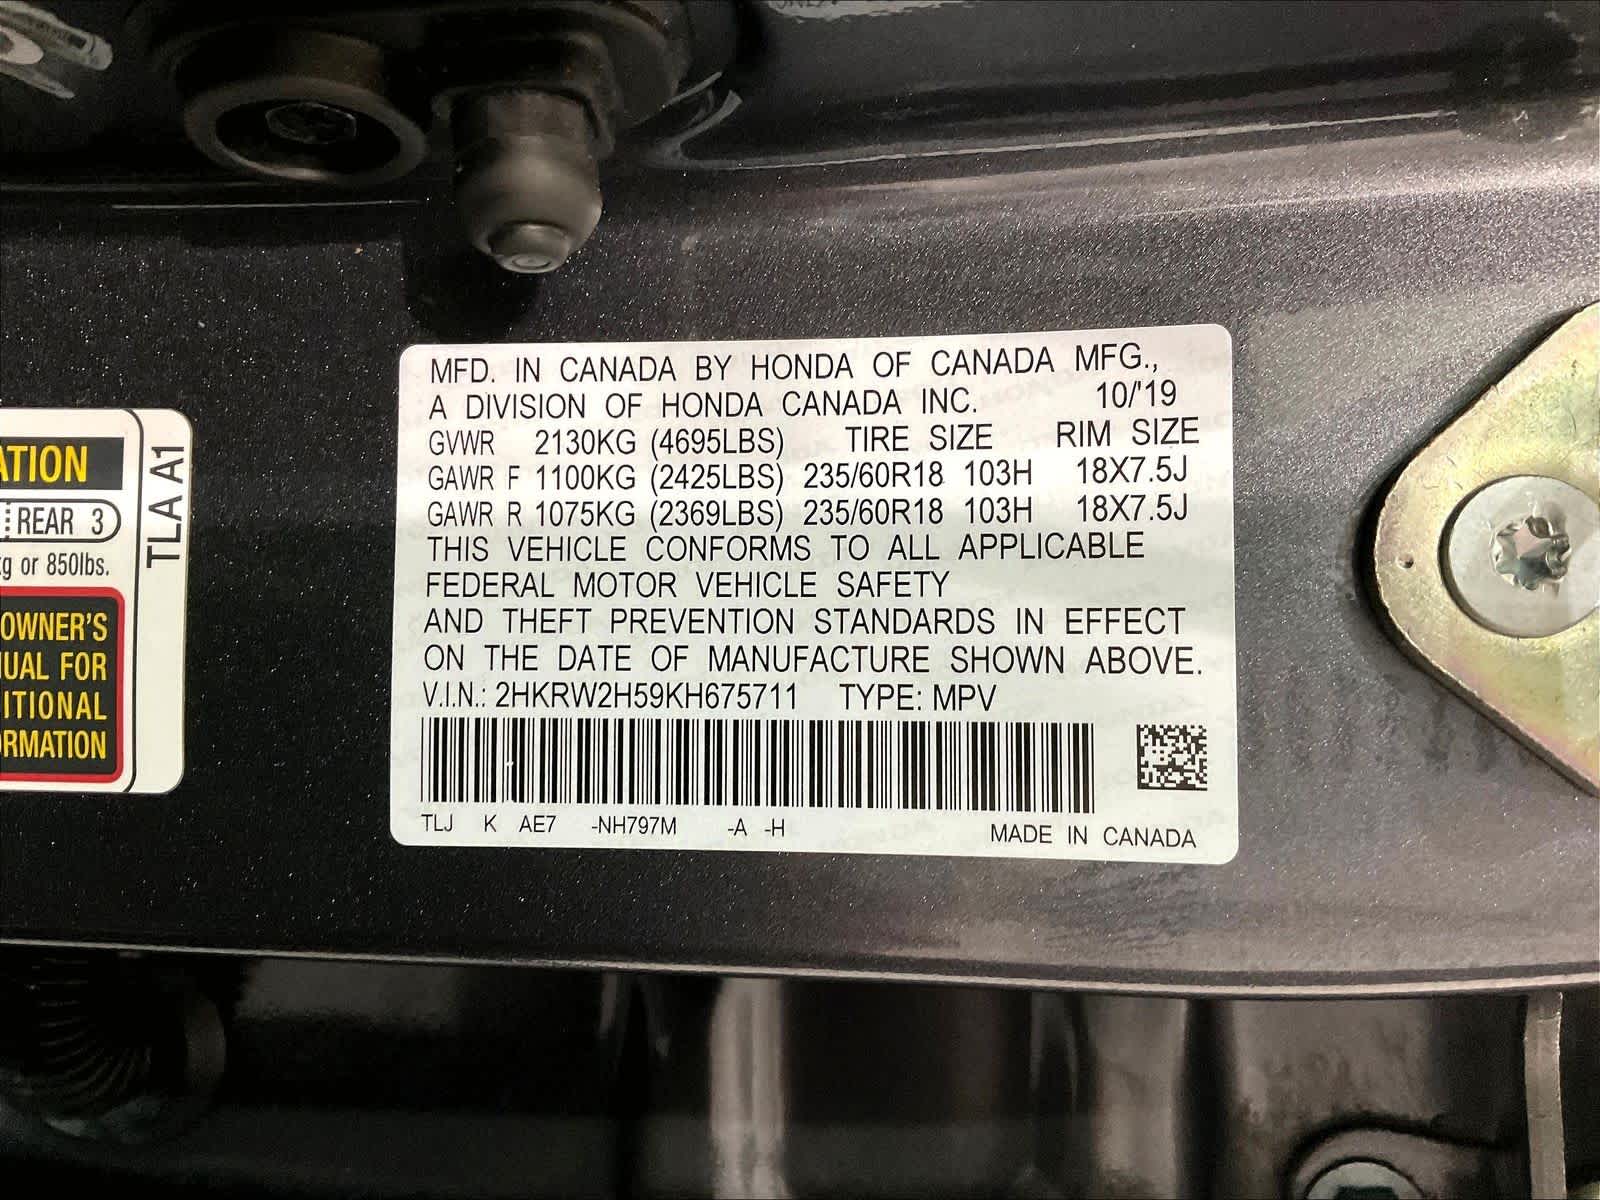 MFD. IN CANADA BY HONDA OF CANADA MFG.,
A DIVISION OF HONDA CANADA INC. 10/'19
GVWR 2130KG (4695LBS) TIRE SIZE RIM SIZE
GAWR F 1100KG (2425LBS) 235/60R18 103H 18X7.5J
GAWR R 1075KG (2369LBS) 235/60R18 103H 18X7.5J
THIS VEHICLE CONFORMS TO ALL APPLICABLE
FEDERAL MOTOR VEHICLE SAFETY
AND THEFT PREVENTION STANDARDS IN EFFECT
ON THE DATE OF MANUFACTURE SHOWN ABOVE.
V.I.N.: 2HKRW2H59KH675711 TYPE: MPV
TLJ K AE7 -NH797M -A -H MADE IN CANADA
ATION
REAR 3
kg or 850lbs.
OWNER'S
NUAL FOR
ITIONAL
ORMATION
TLA A1